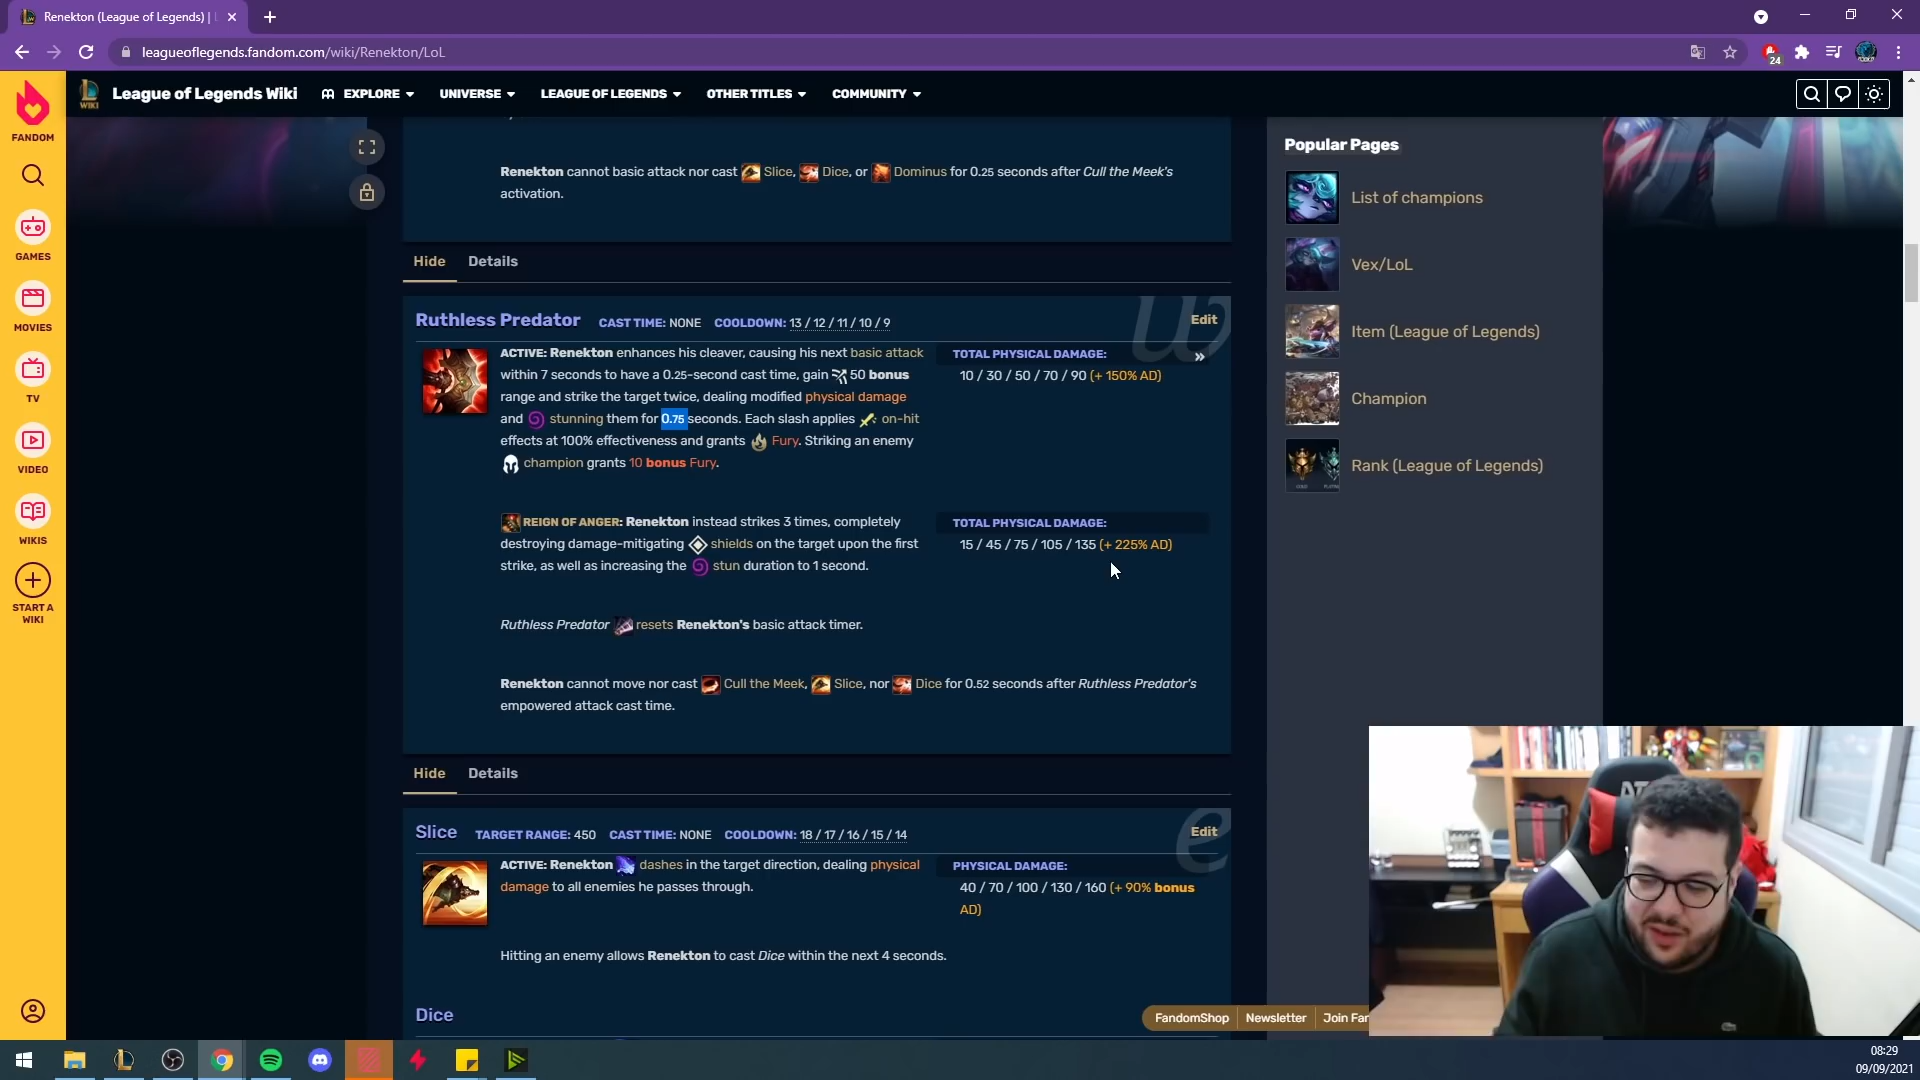 Renekton (League of Legends) |
leagueoflegends.fandom.com/wiki/Renekton/LoL
24
FANDOM
GAMES
MOVIES
TV
VIDEO
WIKIS
START A
WIKI
WIKI
League of Legends Wiki
EXPLORE
UNIVERSE
LEAGUE OF LEGENDS
OTHER TITLES
COMMUNITY
Renekton cannot basic attack nor cast Slice, Dice, or Dominus for 0.25 seconds after Cull the Meek's
activation.
Hide Details
Ruthless Predator CAST TIME: NONE COOLDOWN: 13 / 12 / 11 / 10 / 9
Edit
w
ACTIVE: Renekton enhances his cleaver, causing his next basic attack
within 7 seconds to have a 0.25-second cast time, gain 50 bonus
range and strike the target twice, dealing modified physical damage
and stunning them for 0.75 seconds. Each slash applies on-hit
effects at 100% effectiveness and grants Fury. Striking an enemy
champion grants 10 bonus Fury.
TOTAL PHYSICAL DAMAGE:
»
10 / 30 / 50 / 70 / 90 (+ 150% AD)
REIGN OF ANGER: Renekton instead strikes 3 times, completely
destroying damage-mitigating shields on the target upon the first
strike, as well as increasing the stun duration to 1 second.
TOTAL PHYSICAL DAMAGE:
15 / 45 / 75 / 105 / 135 (+ 225% AD)
Ruthless Predator resets Renekton's basic attack timer.
Renekton cannot move nor cast Cull the Meek, Slice, nor Dice for 0.52 seconds after Ruthless Predator's
empowered attack cast time.
Hide Details
Slice TARGET RANGE: 450 CAST TIME: NONE COOLDOWN: 18 / 17 / 16 / 15 / 14
Edit
e
ACTIVE: Renekton dashes in the target direction, dealing physical
damage to all enemies he passes through.
PHYSICAL DAMAGE:
40 / 70 / 100 / 130 / 160 (+ 90% bonus
AD)
Hitting an enemy allows Renekton to cast Dice within the next 4 seconds.
Dice
Popular Pages
List of champions
Vex/LoL
Item (League of Legends)
Champion
Rank (League of Legends)
FandomShop Newsletter Join Fan
08:29
09/09/2021